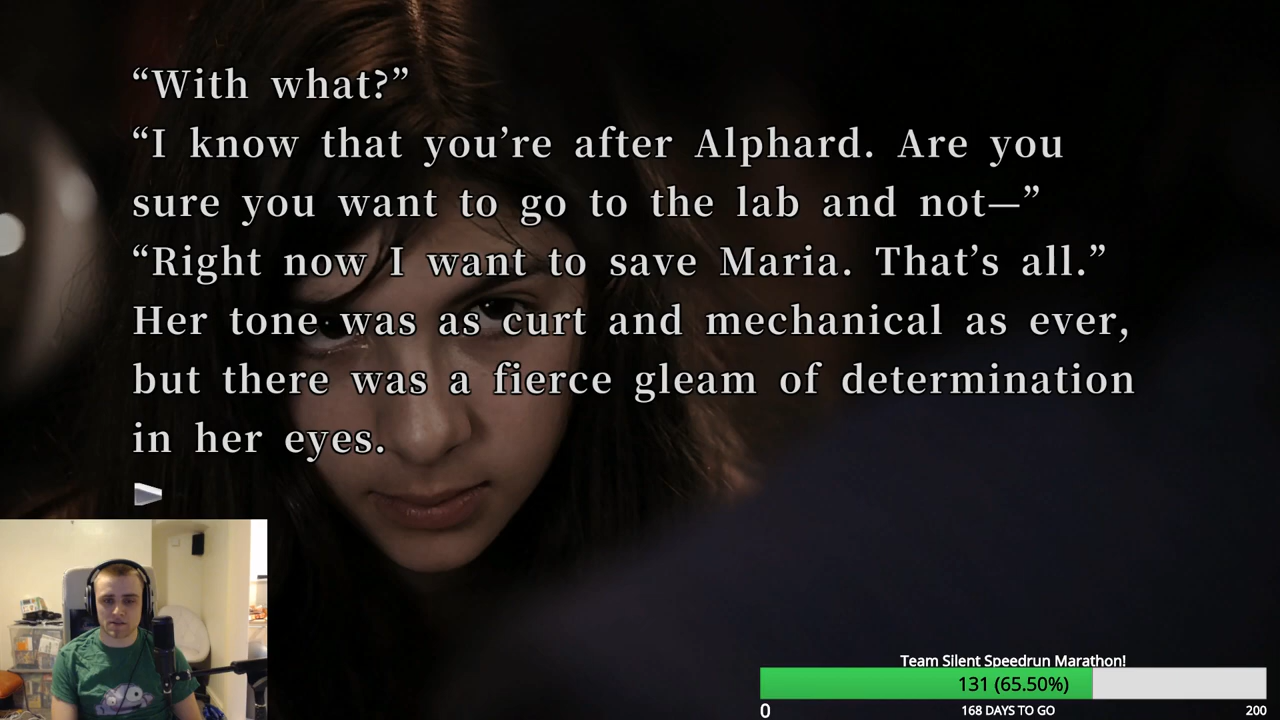 “With what?”
“I know that you’re after Alphard. Are you
sure you want to go to the lab and not—”
“Right now I want to save Maria. That’s all.”
Her tone was as curt and mechanical as ever,
but there was a fierce gleam of determination
in her eyes.
Team Silent Speedrun Marathon!
131 (65.50%)
0 168 DAYS TO GO 200